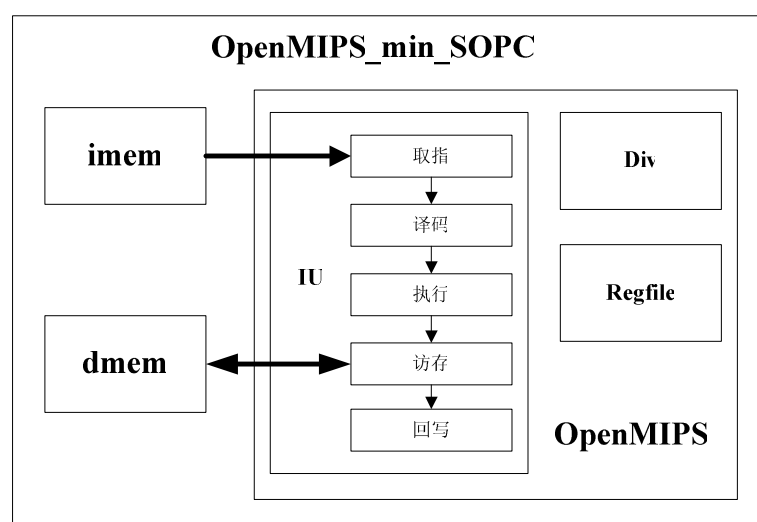 OpenMIPS_min_SOPC
imem
取指
Div
译码
IU
执行
Regfile
dmem
访存
回写
OpenMIPS